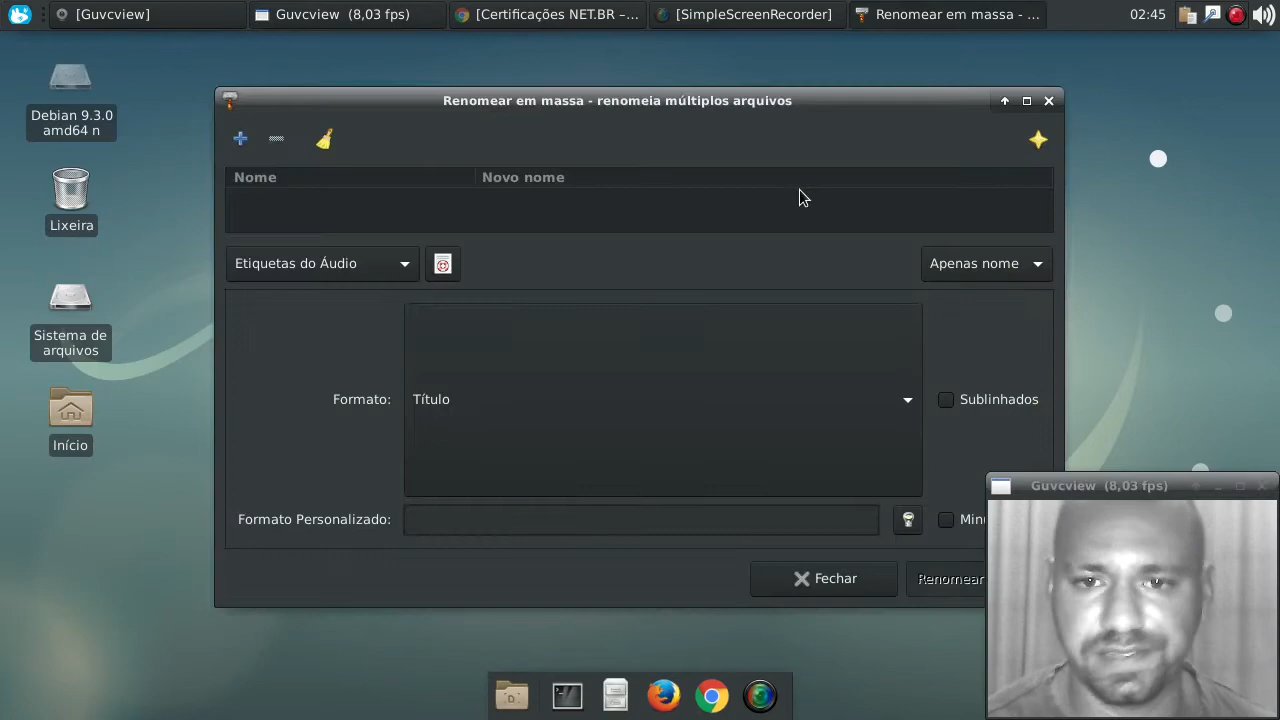 [Guvcview]
Guvcview (8,03 fps)
[Certificações NET.BR –...
[SimpleScreenRecorder]
Renomear em massa - ...
02:45
Debian 9.3.0
amd64 n
Lixeira
Sistema de
arquivos
Início
Renomear em massa - renomeia múltiplos arquivos
Nome
Novo nome
Etiquetas do Áudio
Apenas nome
Formato:
Título
Sublinhados
Formato Personalizado:
Minú
Fechar
Renomear
Guvcview (8,03 fps)
D